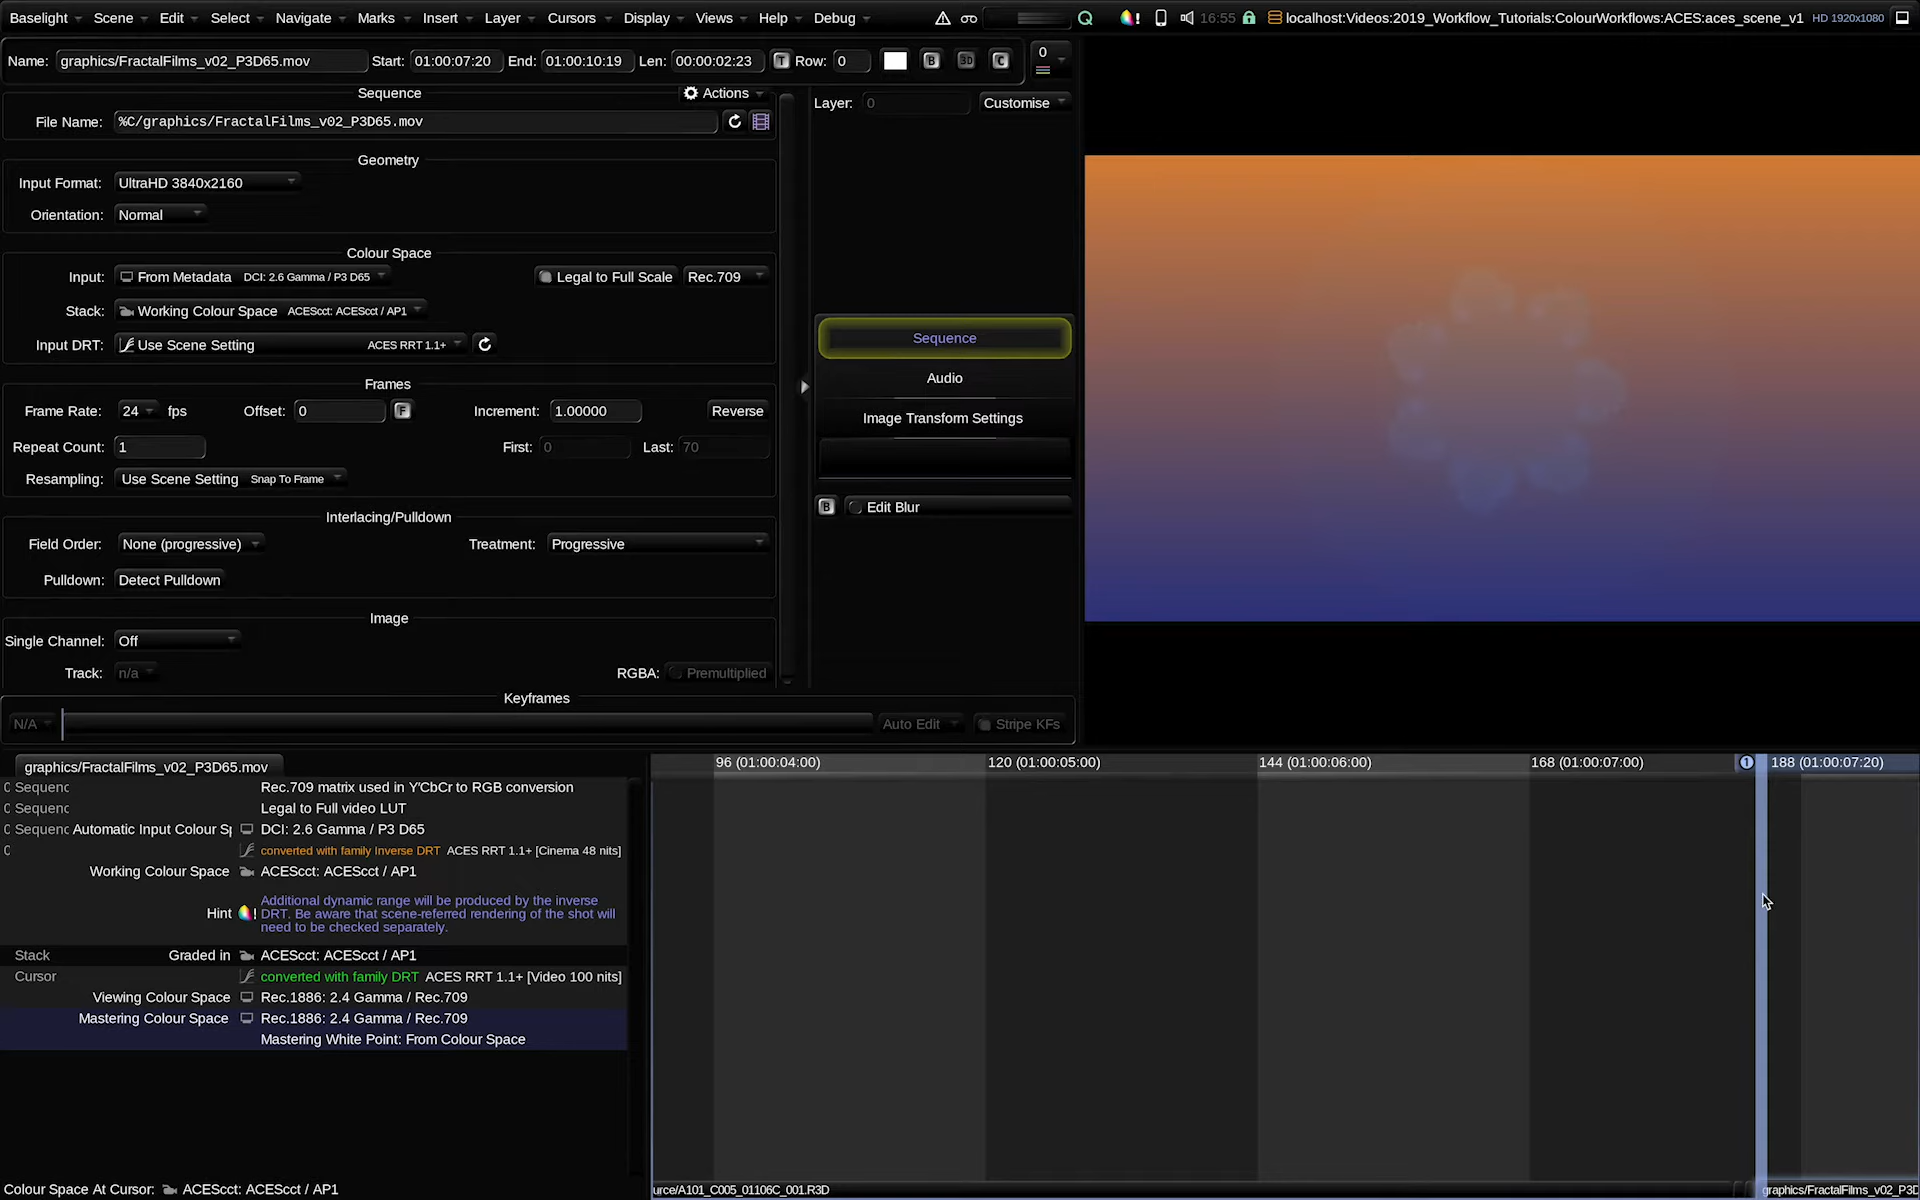 Baselight Scene Edit Select Navigate Marks Insert Layer Cursors Display Views Help Debug 16:55 localhost:Videos:2019_Workflow_Tutorials:ColourWorkflows:ACES:aces_scene_v1 HD 1920x1080
Name: graphics/FractalFilms_v02_P3D65.mov Start: 01:00:07:20 End: 01:00:10:19 Len: 00:00:02:23 T Row: 0 B 3D C 0
Sequence Actions
File Name: %C/graphics/FractalFilms_v02_P3D65.mov
Layer: 0 Customise
Geometry
Input Format: UltraHD 3840x2160
Orientation: Normal
Colour Space
Input: From Metadata DCI: 2.6 Gamma / P3 D65 Legal to Full Scale Rec.709
Stack: Working Colour Space ACEScct: ACEScct / AP1
Input DRT: Use Scene Setting ACES RRT 1.1+
Frames
Frame Rate: 24 fps Offset: 0 F Increment: 1.00000 Reverse
Repeat Count: 1 First: 0 Last: 70
Resampling: Use Scene Setting Snap To Frame
Interlacing/Pulldown
Field Order: None (progressive) Treatment: Progressive
Pulldown: Detect Pulldown
Image
Single Channel: Off
Track: n/a RGBA: Premultiplied
Sequence
Audio
Image Transform Settings
B Edit Blur
Keyframes
N/A Auto Edit Stripe KFs
graphics/FractalFilms_v02_P3D65.mov
0 Sequenc Rec.709 matrix used in Y'CbCr to RGB conversion
0 Sequenc Legal to Full video LUT
0 Sequenc Automatic Input Colour Sp DCI: 2.6 Gamma / P3 D65
0 converted with family Inverse DRT ACES RRT 1.1+ [Cinema 48 nits]
Working Colour Space ACEScct: ACEScct / AP1
Hint Additional dynamic range will be produced by the inverse
DRT. Be aware that scene-referred rendering of the shot will
need to be checked separately.
Stack Graded in ACEScct: ACEScct / AP1
Cursor converted with family DRT ACES RRT 1.1+ [Video 100 nits]
Viewing Colour Space Rec.1886: 2.4 Gamma / Rec.709
Mastering Colour Space Rec.1886: 2.4 Gamma / Rec.709
Mastering White Point: From Colour Space
Colour Space At Cursor: ACEScct: ACEScct / AP1
96 (01:00:04:00) 120 (01:00:05:00) 144 (01:00:06:00) 168 (01:00:07:00) 1 188 (01:00:07:20)
urce/A101_C005_01106C_001.R3D graphics/FractalFilms_v02_P3D